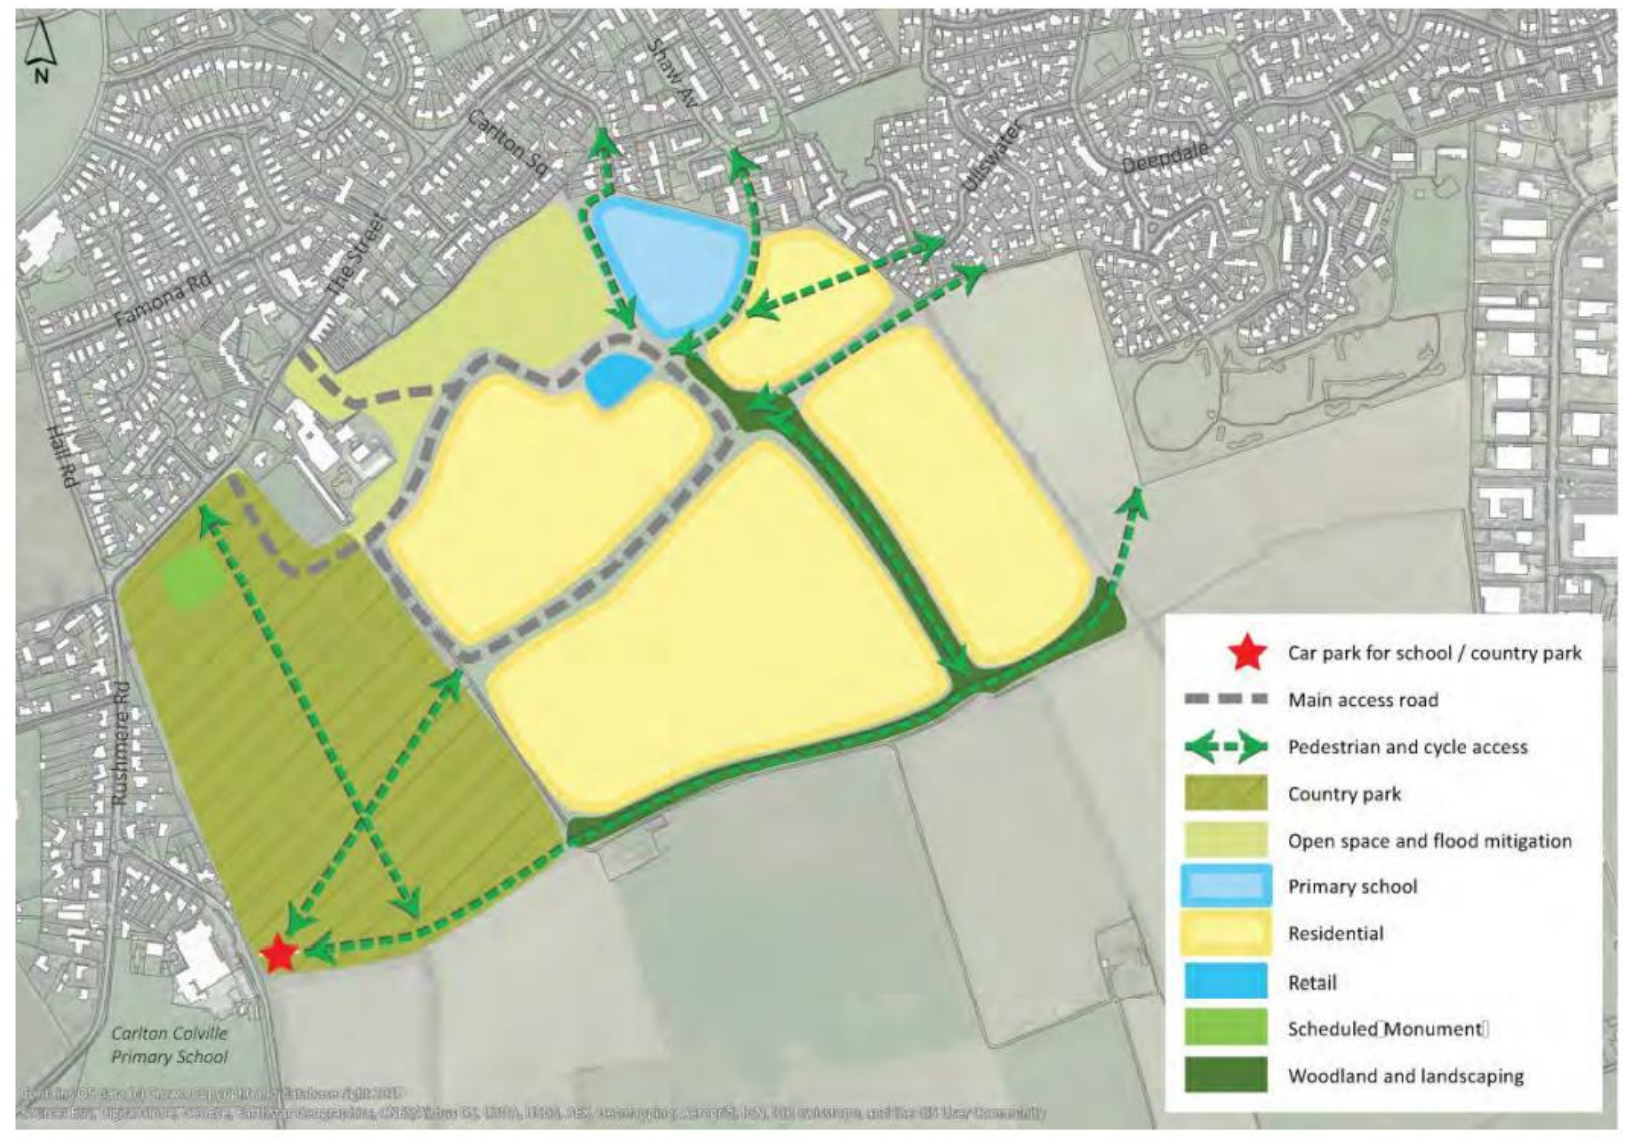 N
Shaw Av
Carlton Sq
Ullswater
Deepdale
The Street
Famona Rd
Hall Rd
Rushmere Rd
Carlton Colville
Primary School
Car park for school / country park
Main access road
Pedestrian and cycle access
Country park
Open space and flood mitigation
Primary school
Residential
Retail
Scheduled Monument
Woodland and landscaping